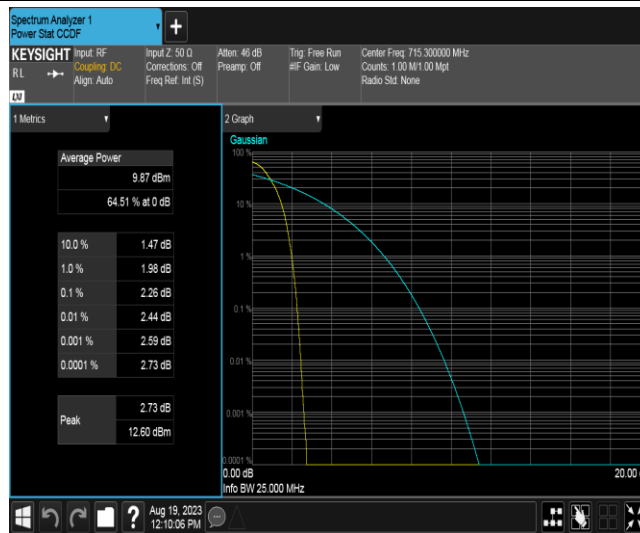 Spectrum Analyzer 1
Power Stat CCDF
+
KEYSIGHT
RL
Input: RF
Coupling: DC
Align: Auto
Input Z: 50 Ω
Corrections: Off
Freq Ref: Int (S)
Atten: 46 dB
Preamp: Off
Trig: Free Run
#IF Gain: Low
Center Freq: 715.300000 MHz
Counts: 1.00 M/1.00 Mpt
Radio Std: None
LXI
1 Metrics
Average Power
9.87 dBm
64.51 % at 0 dB
10.0 % 1.47 dB
1.0 % 1.98 dB
0.1 % 2.26 dB
0.01 % 2.44 dB
0.001 % 2.59 dB
0.0001 % 2.73 dB
Peak
2.73 dB
12.60 dBm
2 Graph
Gaussian
100 %
10 %
1 %
0.1 %
0.01 %
0.001 %
0.0001 %
0.00 dB
20.00
Info BW 25.000 MHz
?
Aug 19, 2023
12:10:06 PM